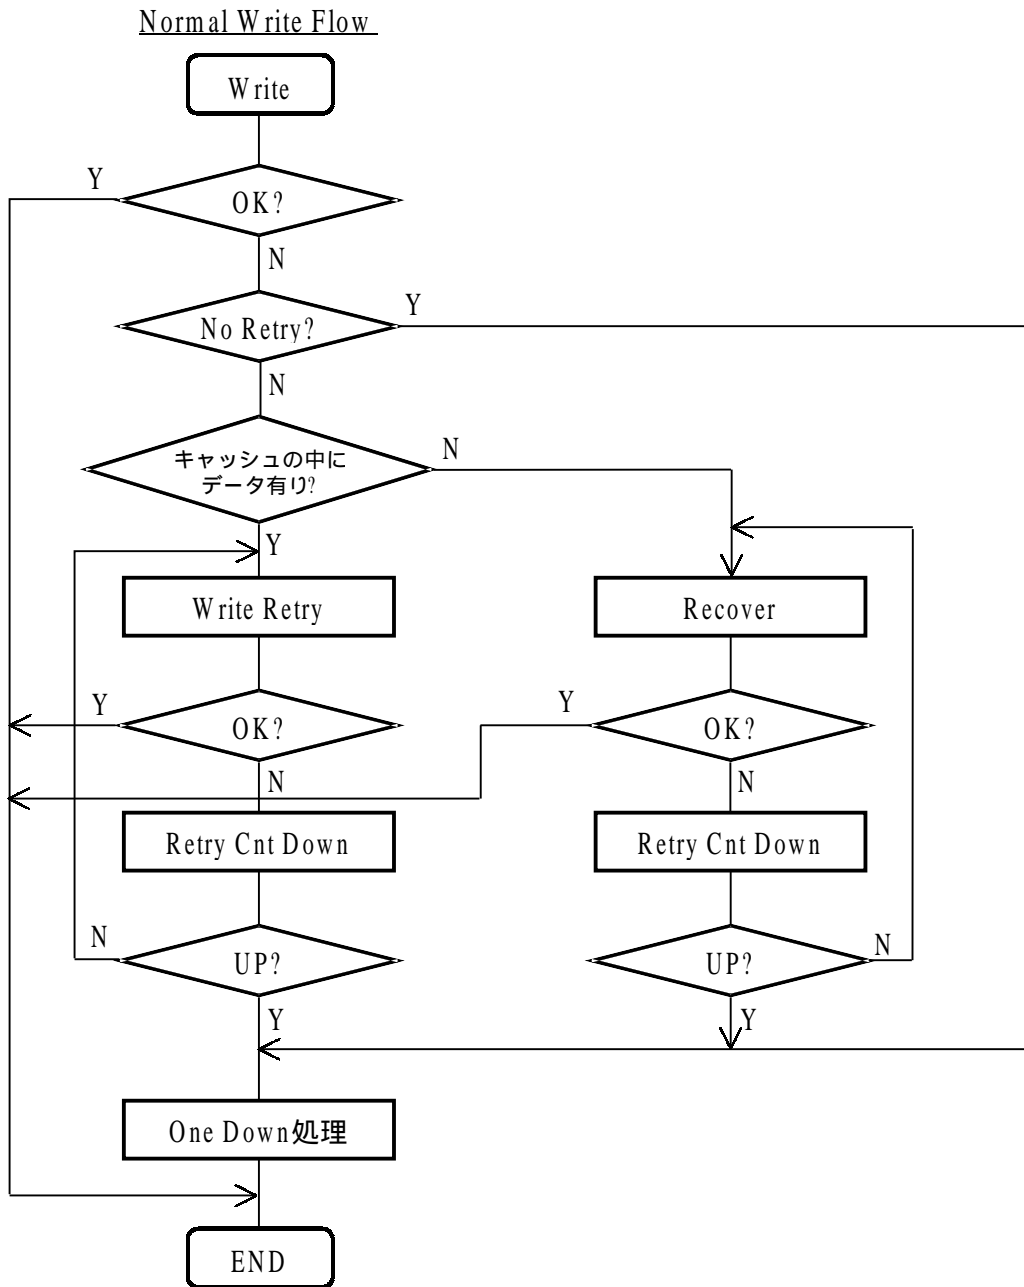 Normal Write Flow
Write
Y
OK?
N
Y
No Retry?
N
キャッシュの中に
データ有り?
N
Y
Write Retry
Recover
Y
OK?
Y
OK?
N
N
Retry Cnt Down
Retry Cnt Down
N
UP?
UP?
N
Y
Y
One Down処理
END